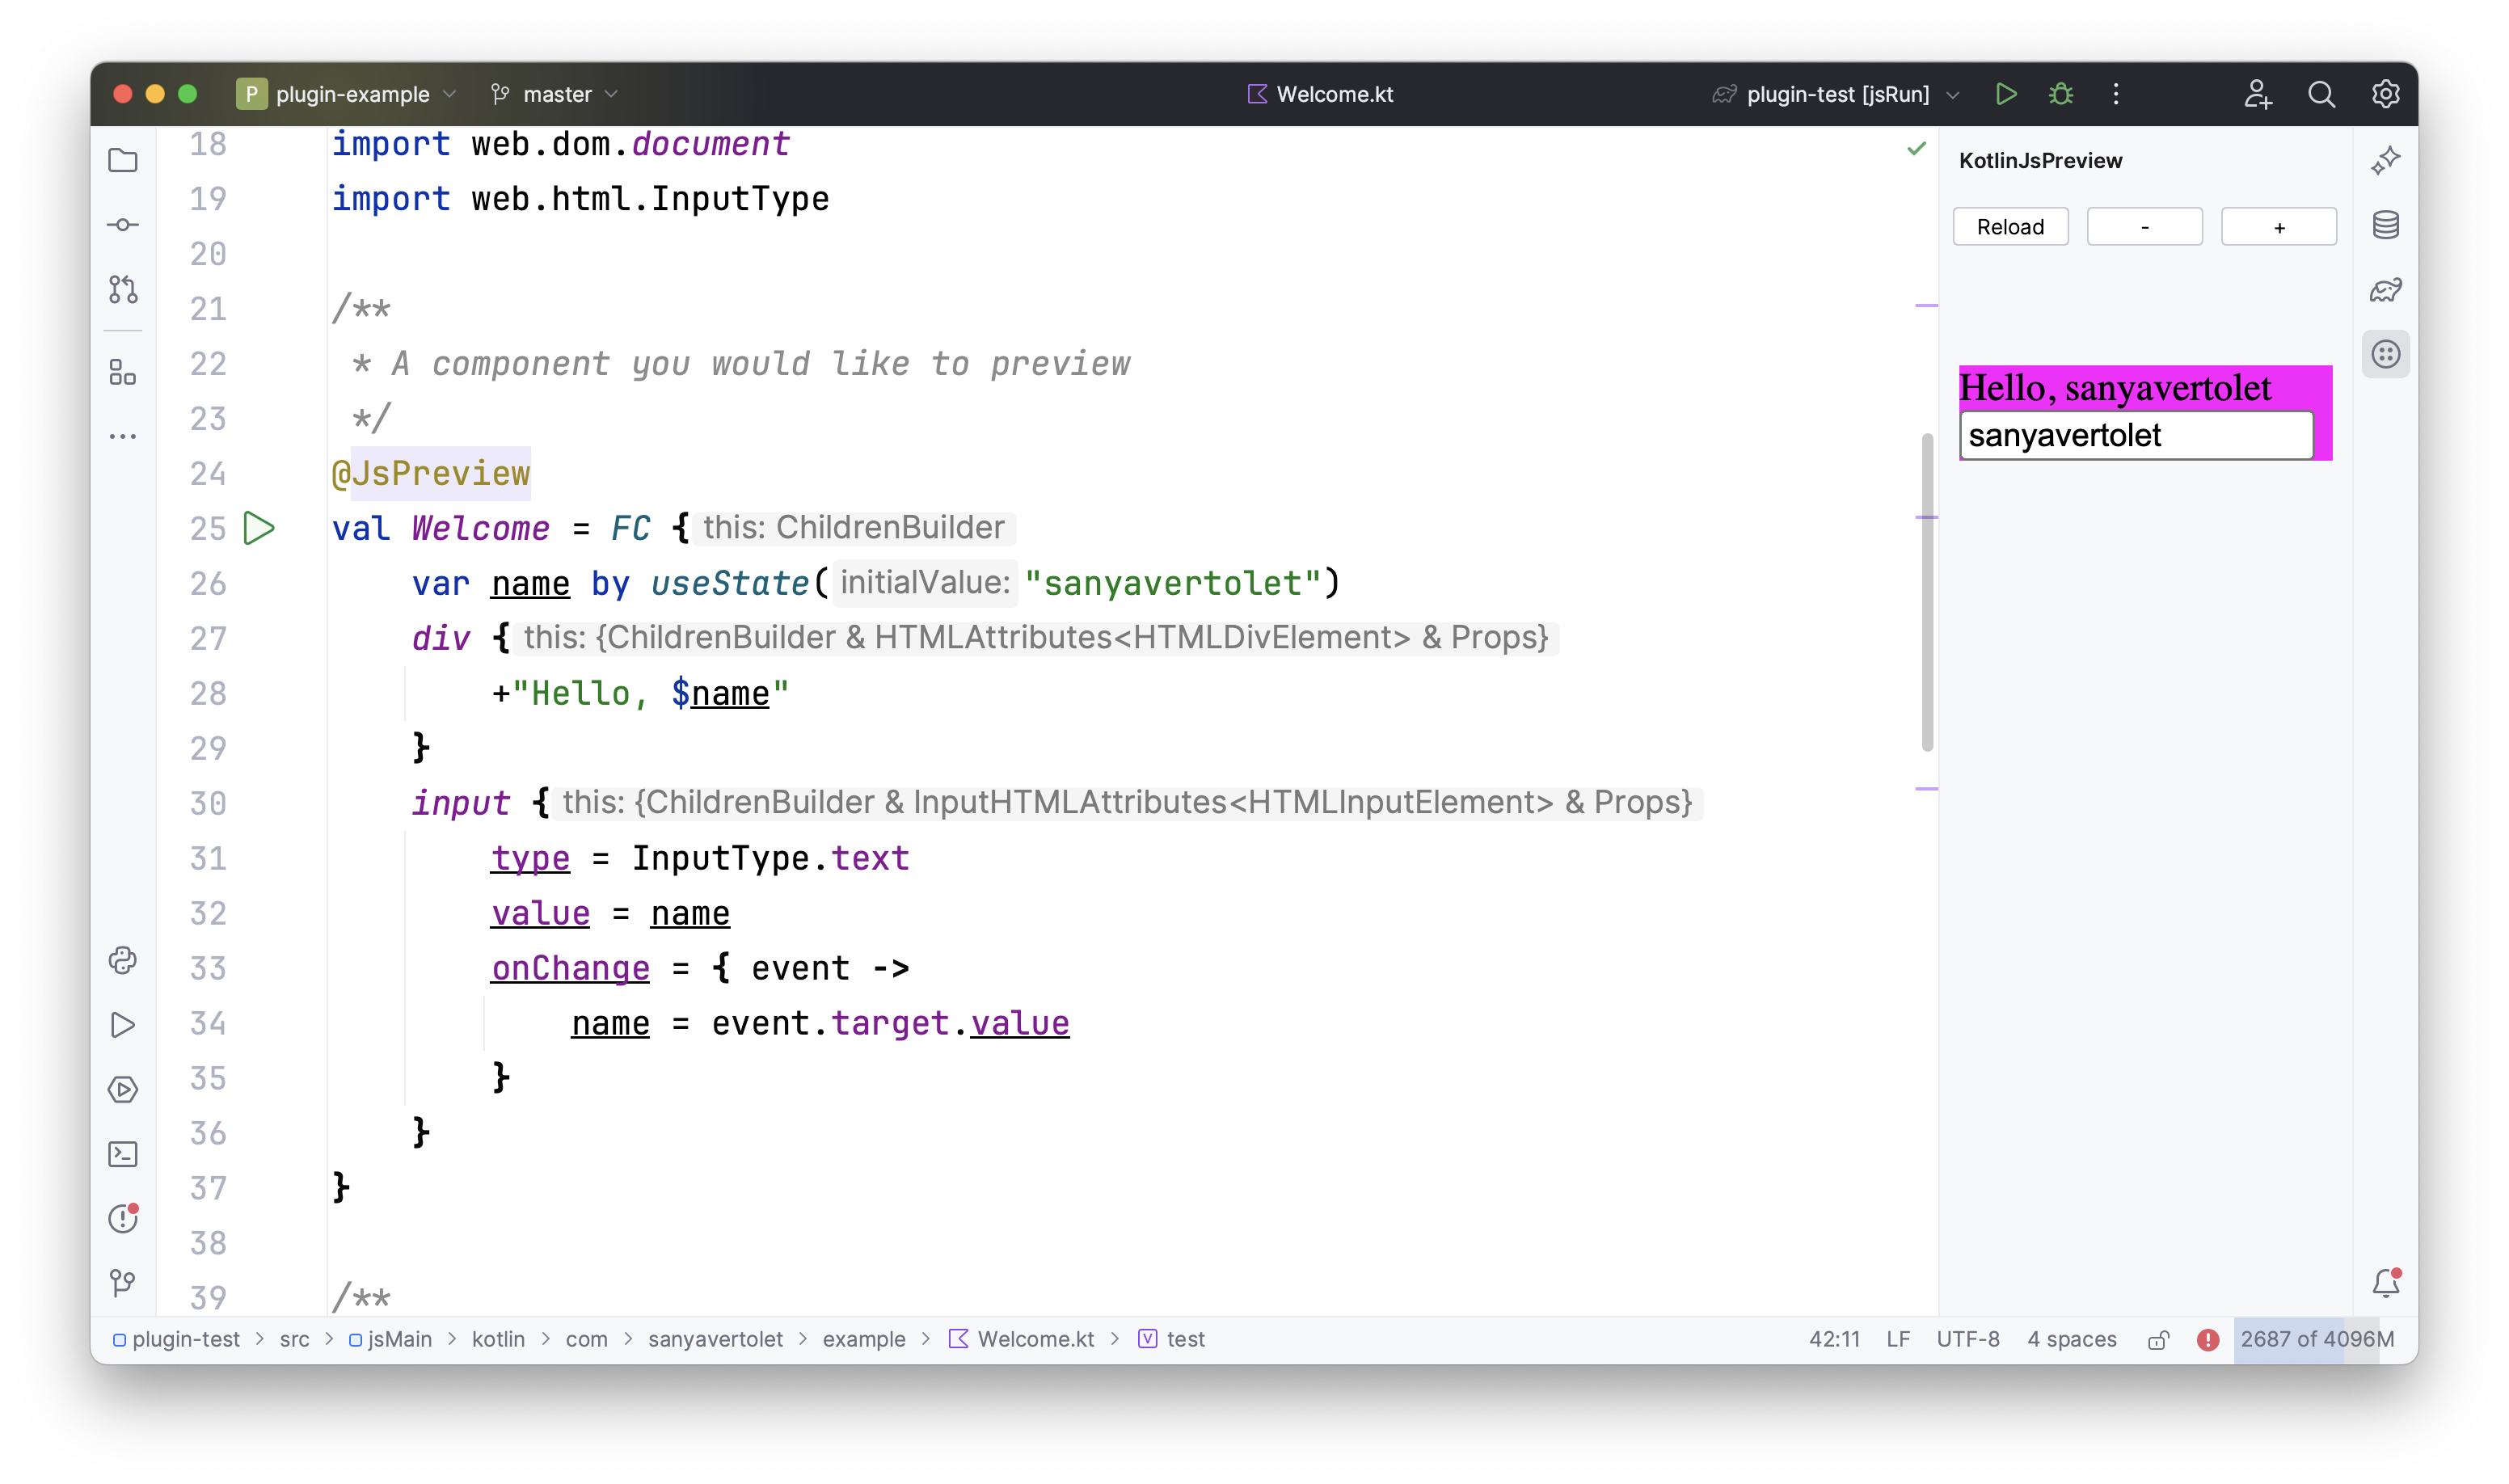 P plugin-example master Welcome.kt plugin-test [jsRun]
18 import web.dom.document
19 import web.html.InputType
20
21 /**
22 * A component you would like to preview
23 */
24 @JsPreview
25 val Welcome = FC { this: ChildrenBuilder
26 var name by useState( initialValue: "sanyavertolet")
27 div { this: {ChildrenBuilder & HTMLAttributes<HTMLDivElement> & Props}
28 +"Hello, $name"
29 }
30 input { this: {ChildrenBuilder & InputHTMLAttributes<HTMLInputElement> & Props}
31 type = InputType.text
32 value = name
33 onChange = { event ->
34 name = event.target.value
35 }
36 }
37 }
38
39 /**
KotlinJsPreview
Reload - +
Hello, sanyavertolet
sanyavertolet
plugin-test > src > jsMain > kotlin > com > sanyavertolet > example > Welcome.kt > V test 42:11 LF UTF-8 4 spaces 2687 of 4096M